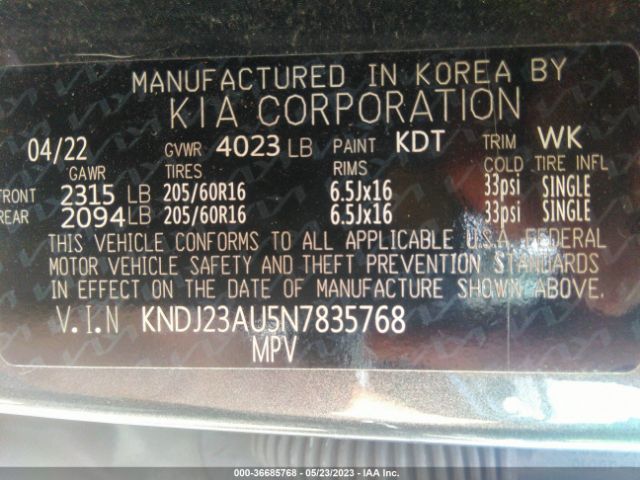 MANUFACTURED IN KOREA BY
KIA CORPORATION
04/22 GVWR 4023 LB PAINT KDT TRIM WK
GAWR TIRES RIMS COLD TIRE INFL
FRONT 2315 LB 205/60R16 6.5Jx16 33psi SINGLE
REAR 2094 LB 205/60R16 6.5Jx16 33psi SINGLE
THIS VEHICLE CONFORMS TO ALL APPLICABLE U.S.A. FEDERAL
MOTOR VEHICLE SAFETY AND THEFT PREVENTION STANDARDS
IN EFFECT ON THE DATE OF MANUFACTURE SHOWN ABOVE.
V.I.N KNDJ23AU5N7835768
MPV
000-36685768 - 05/23/2023 - IAA Inc.